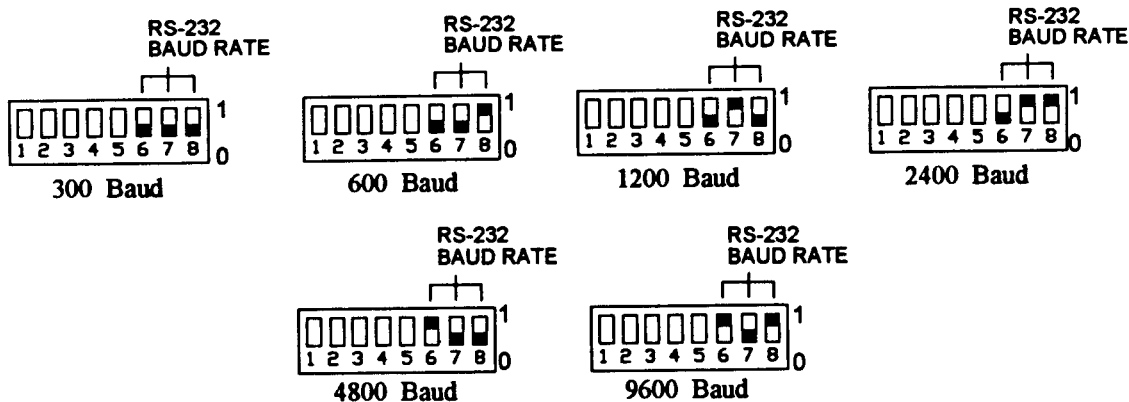 RS-232
BAUD RATE
1
1 2 3 4 5 6 7 8
0
300 Baud
RS-232
BAUD RATE
1
1 2 3 4 5 6 7 8
0
600 Baud
RS-232
BAUD RATE
1
1 2 3 4 5 6 7 8
0
1200 Baud
RS-232
BAUD RATE
1
1 2 3 4 5 6 7 8
0
2400 Baud
RS-232
BAUD RATE
1
1 2 3 4 5 6 7 8
0
4800 Baud
RS-232
BAUD RATE
1
1 2 3 4 5 6 7 8
0
9600 Baud